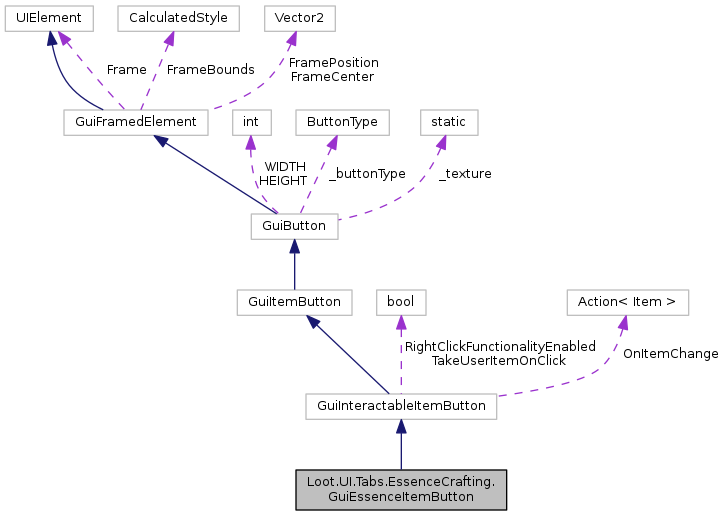 UIElement
CalculatedStyle
Vector2
Frame
FrameBounds
FramePosition
FrameCenter
GuiFramedElement
int
ButtonType
static
WIDTH
HEIGHT
_buttonType
_texture
GuiButton
GuiItemButton
bool
Action< Item >
RightClickFunctionalityEnabled
TakeUserItemOnClick
OnItemChange
GuiInteractableItemButton
Loot.UI.Tabs.EssenceCrafting.
GuiEssenceItemButton